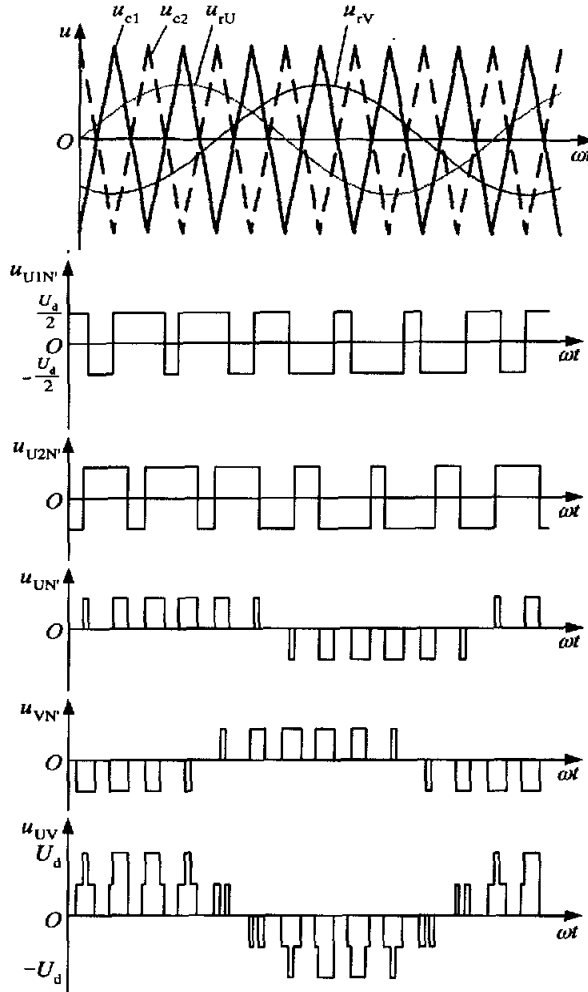 u_c1 u_c2 u_rU u_rV
u
O
ωt
u_U1N'
U_d/2
O
-U_d/2
ωt
u_U2N'
O
ωt
u_UN'
O
ωt
u_VN'
O
ωt
u_UV
U_d
O
ωt
-U_d